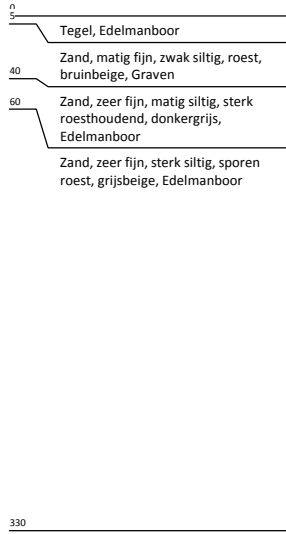 0
5
Tegel, Edelmanboor
Zand, matig fijn, zwak siltig, roest,
bruinbeige, Graven
40
60
Zand, zeer fijn, matig siltig, sterk
roesthoudend, donkergrijs,
Edelmanboor
Zand, zeer fijn, sterk siltig, sporen
roest, grijsbeige, Edelmanboor
330